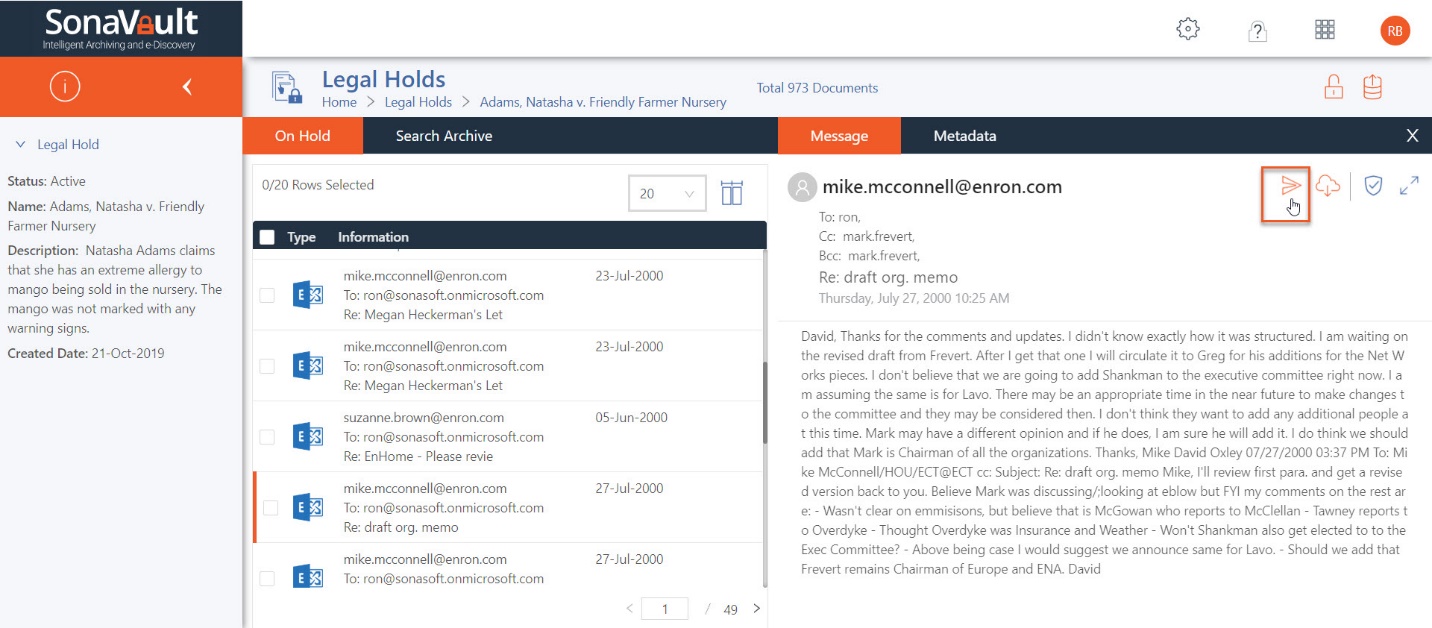 SonaVault
Intelligent Archiving and e-Discovery
?
RB
i
Legal Holds
Home > Legal Holds > Adams, Natasha v. Friendly Farmer Nursery
Total 973 Documents
Legal Hold
Status: Active
Name: Adams, Natasha v. Friendly
Farmer Nursery
Description: Natasha Adams claims
that she has an extreme allergy to
mango being sold in the nursery. The
mango was not marked with any
warning signs.
Created Date: 21-Oct-2019
On Hold
Search Archive
0/20 Rows Selected
20
Type Information
mike.mcconnell@enron.com 23-Jul-2000
To: ron@sonasoft.onmicrosoft.com
Re: Megan Heckerman's Let
mike.mcconnell@enron.com 23-Jul-2000
To: ron@sonasoft.onmicrosoft.com
Re: Megan Heckerman's Let
suzanne.brown@enron.com 05-Jun-2000
To: ron@sonasoft.onmicrosoft.com
Re: EnHome - Please revie
mike.mcconnell@enron.com 27-Jul-2000
To: ron@sonasoft.onmicrosoft.com
Re: draft org. memo
mike.mcconnell@enron.com 27-Jul-2000
To: ron@sonasoft.onmicrosoft.com
< 1 / 49 >
Message
Metadata
X
mike.mcconnell@enron.com
To: ron,
Cc: mark.frevert,
Bcc: mark.frevert,
Re: draft org. memo
Thursday, July 27, 2000 10:25 AM
David, Thanks for the comments and updates. I didn't know exactly how it was structured. I am waiting on
the revised draft from Frevert. After I get that one I will circulate it to Greg for his additions for the Net W
orks pieces. I don't believe that we are going to add Shankman to the executive committee right now. I a
m assuming the same is for Lavo. There may be an appropriate time in the near future to make changes t
o the committee and they may be considered then. I don't think they want to add any additional people a
t this time. Mark may have a different opinion and if he does, I am sure he will add it. I do think we should
add that Mark is Chairman of all the organizations. Thanks, Mike David Oxley 07/27/2000 03:37 PM To: Mi
ke McConnell/HOU/ECT@ECT cc: Subject: Re: draft org. memo Mike, I'll review first para. and get a revise
d version back to you. Believe Mark was discussing/;looking at eblow but FYI my comments on the rest ar
e: - Wasn't clear on emmisisons, but believe that is McGowan who reports to McClellan - Tawney reports t
o Overdyke - Thought Overdyke was Insurance and Weather - Won't Shankman also get elected to to the
Exec Committee? - Above being case I would suggest we announce same for Lavo. - Should we add that
Frevert remains Chairman of Europe and ENA. David